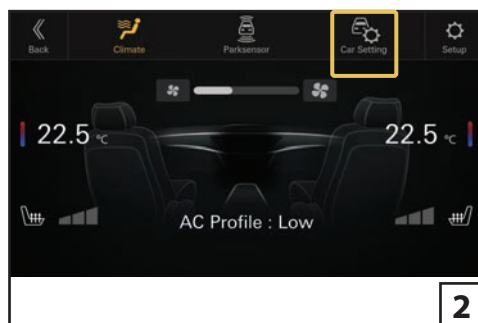 Back Climate Parksensor Car Setting Setup
22.5 °C 22.5 °C
AC Profile : Low
2